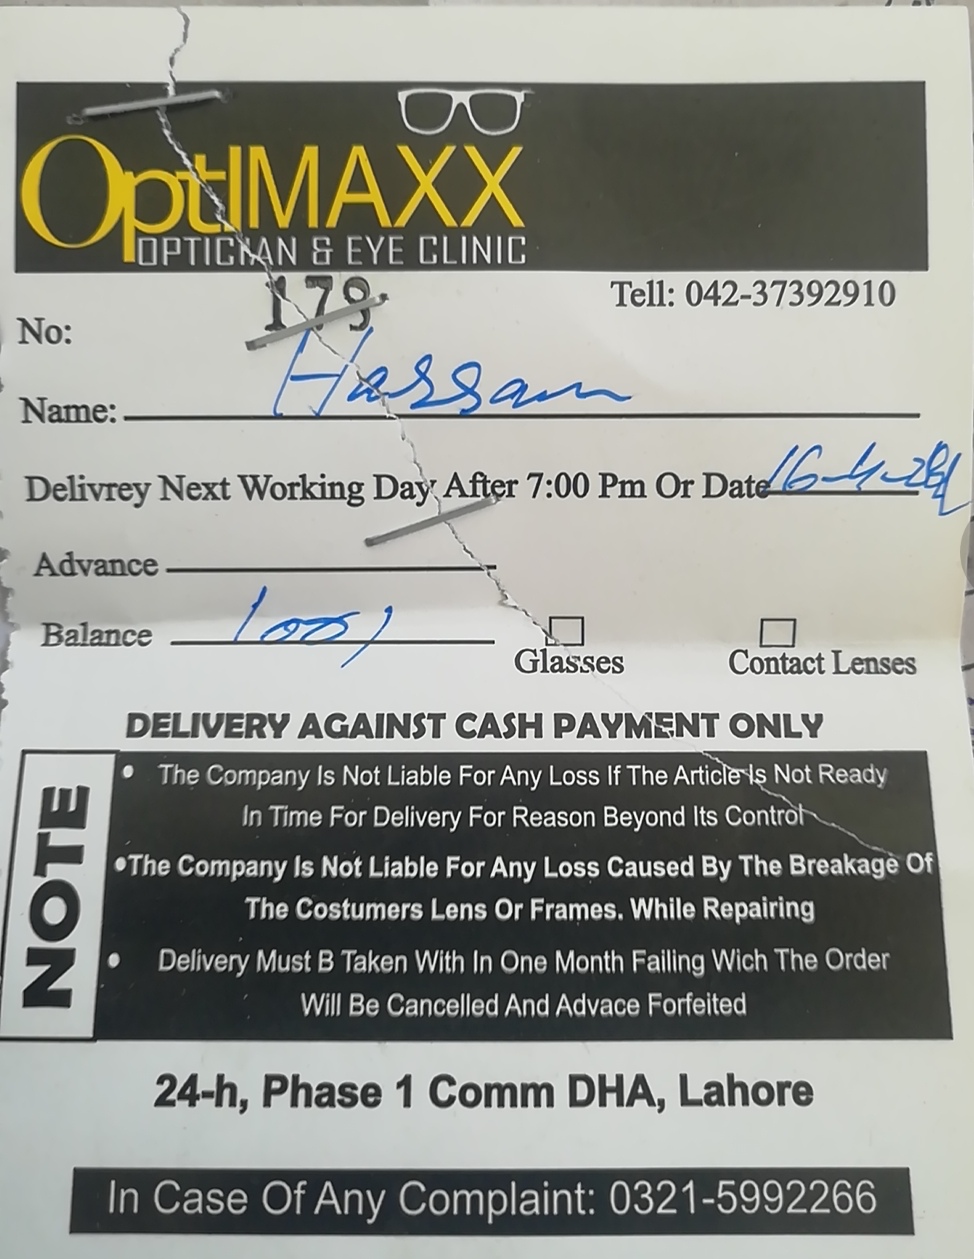 OptIMAXX
OPTICIAN & EYE CLINIC
179
Tell: 042-37392910
No:
Name: Hassan
Delivrey Next Working Day After 7:00 Pm Or Date
Advance
Balance
Glasses
Contact Lenses
DELIVERY AGAINST CASH PAYMENT ONLY
NOTE
• The Company Is Not Liable For Any Loss If The Article Is Not Ready
In Time For Delivery For Reason Beyond Its Control
•The Company Is Not Liable For Any Loss Caused By The Breakage Of
The Costumers Lens Or Frames. While Repairing
• Delivery Must B Taken With In One Month Failing Wich The Order
Will Be Cancelled And Advace Forfeited
24-h, Phase 1 Comm DHA, Lahore
In Case Of Any Complaint: 0321-5992266